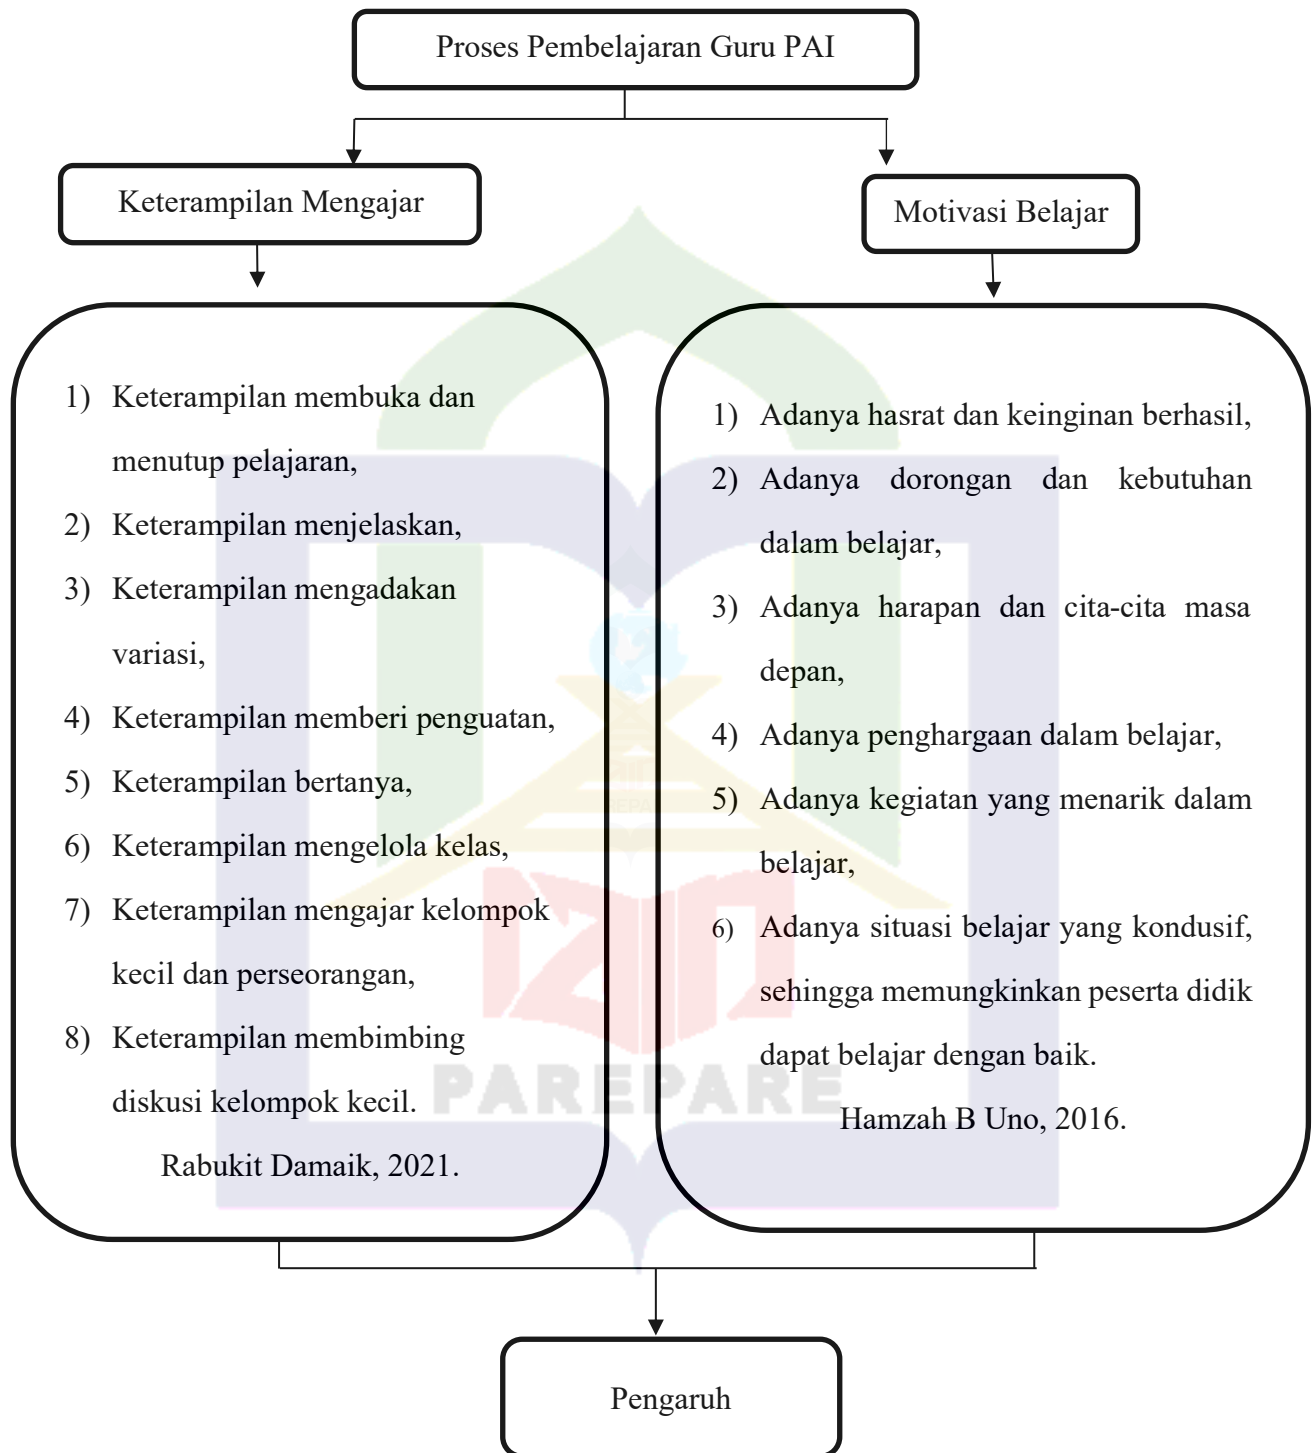 Proses Pembelajaran Guru PAI
Keterampilan Mengajar
Motivasi Belajar
1) Keterampilan membuka dan
menutup pelajaran,
2) Keterampilan menjelaskan,
3) Keterampilan mengadakan
variasi,
4) Keterampilan memberi penguatan,
5) Keterampilan bertanya,
6) Keterampilan mengelola kelas,
7) Keterampilan mengajar kelompok
kecil dan perseorangan,
8) Keterampilan membimbing
diskusi kelompok kecil.
Rabukit Damaik, 2021.
1) Adanya hasrat dan keinginan berhasil,
2) Adanya dorongan dan kebutuhan
dalam belajar,
3) Adanya harapan dan cita-cita masa
depan,
4) Adanya penghargaan dalam belajar,
5) Adanya kegiatan yang menarik dalam
belajar,
6) Adanya situasi belajar yang kondusif,
sehingga memungkinkan peserta didik
dapat belajar dengan baik.
Hamzah B Uno, 2016.
PAREPARE
Pengaruh